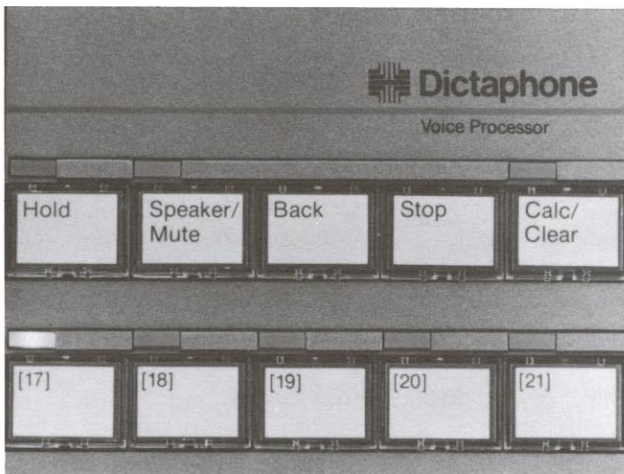 Dictaphone
Voice Processor
Hold
Speaker/
Mute
Back
Stop
Calc/
Clear
[17]
[18]
[19]
[20]
[21]